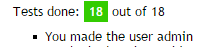 Tests done: 18 out of 18
You made the user admin